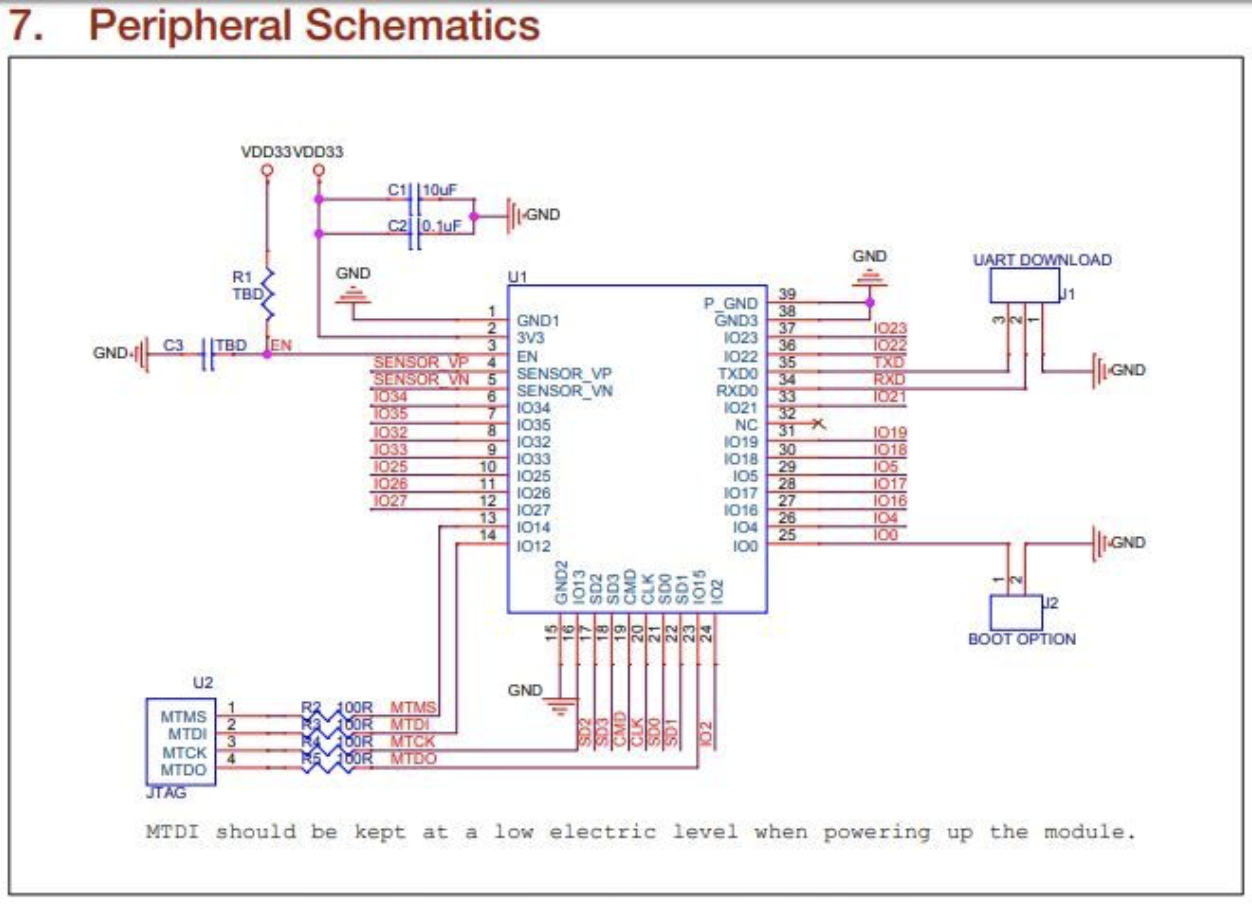 7. Peripheral Schematics
VDD33 VDD33
C1 10uF
C2 0.1uF
GND
R1
TBD
GND
GND
C3 TBD EN
U1
1 GND1
2 3V3
3 EN
SENSOR_VP 4 SENSOR_VP
SENSOR_VN 5 SENSOR_VN
IO34 6 IO34
IO35 7 IO35
IO32 8 IO32
IO33 9 IO33
IO25 10 IO25
IO26 11 IO26
IO27 12 IO27
13 IO14
14 IO12
GND
P_GND 39
GND3 38
IO23 37 IO23
IO22 36 IO22
TXD0 35 TXD
RXD0 34 RXD
IO21 33 IO21
NC 32
IO19 31 IO19
IO18 30 IO18
IO5 29 IO5
IO17 28 IO17
IO16 27 IO16
IO4 26 IO4
IO0 25 IO0
UART DOWNLOAD
J1
3 2 1
GND
GND
1 2
J2
BOOT OPTION
GND2 IO13 SD2 SD3 CMD CLK SD0 SD1 IO15 IO2
15 16 17 18 19 20 21 22 23 24
GND
SD2 SD3 CMD CLK SD0 SD1 IO2
U2
MTMS 1 R2 100R MTMS
MTDI 2 R3 100R MTDI
MTCK 3 R4 100R MTCK
MTDO 4 R5 100R MTDO
JTAG
MTDI should be kept at a low electric level when powering up the module.